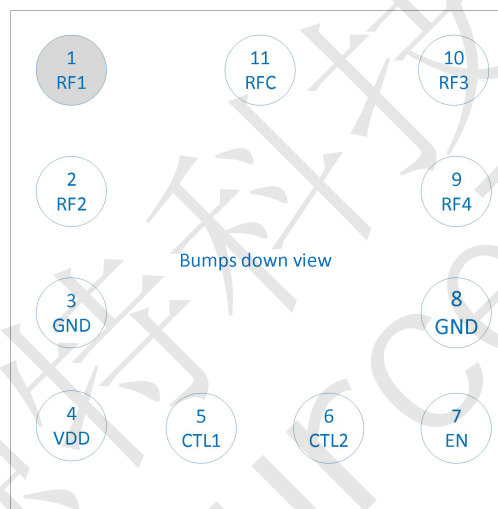 1
RF1
11
RFC
10
RF3
2
RF2
9
RF4
Bumps down view
3
GND
8
GND
4
VDD
5
CTL1
6
CTL2
7
EN